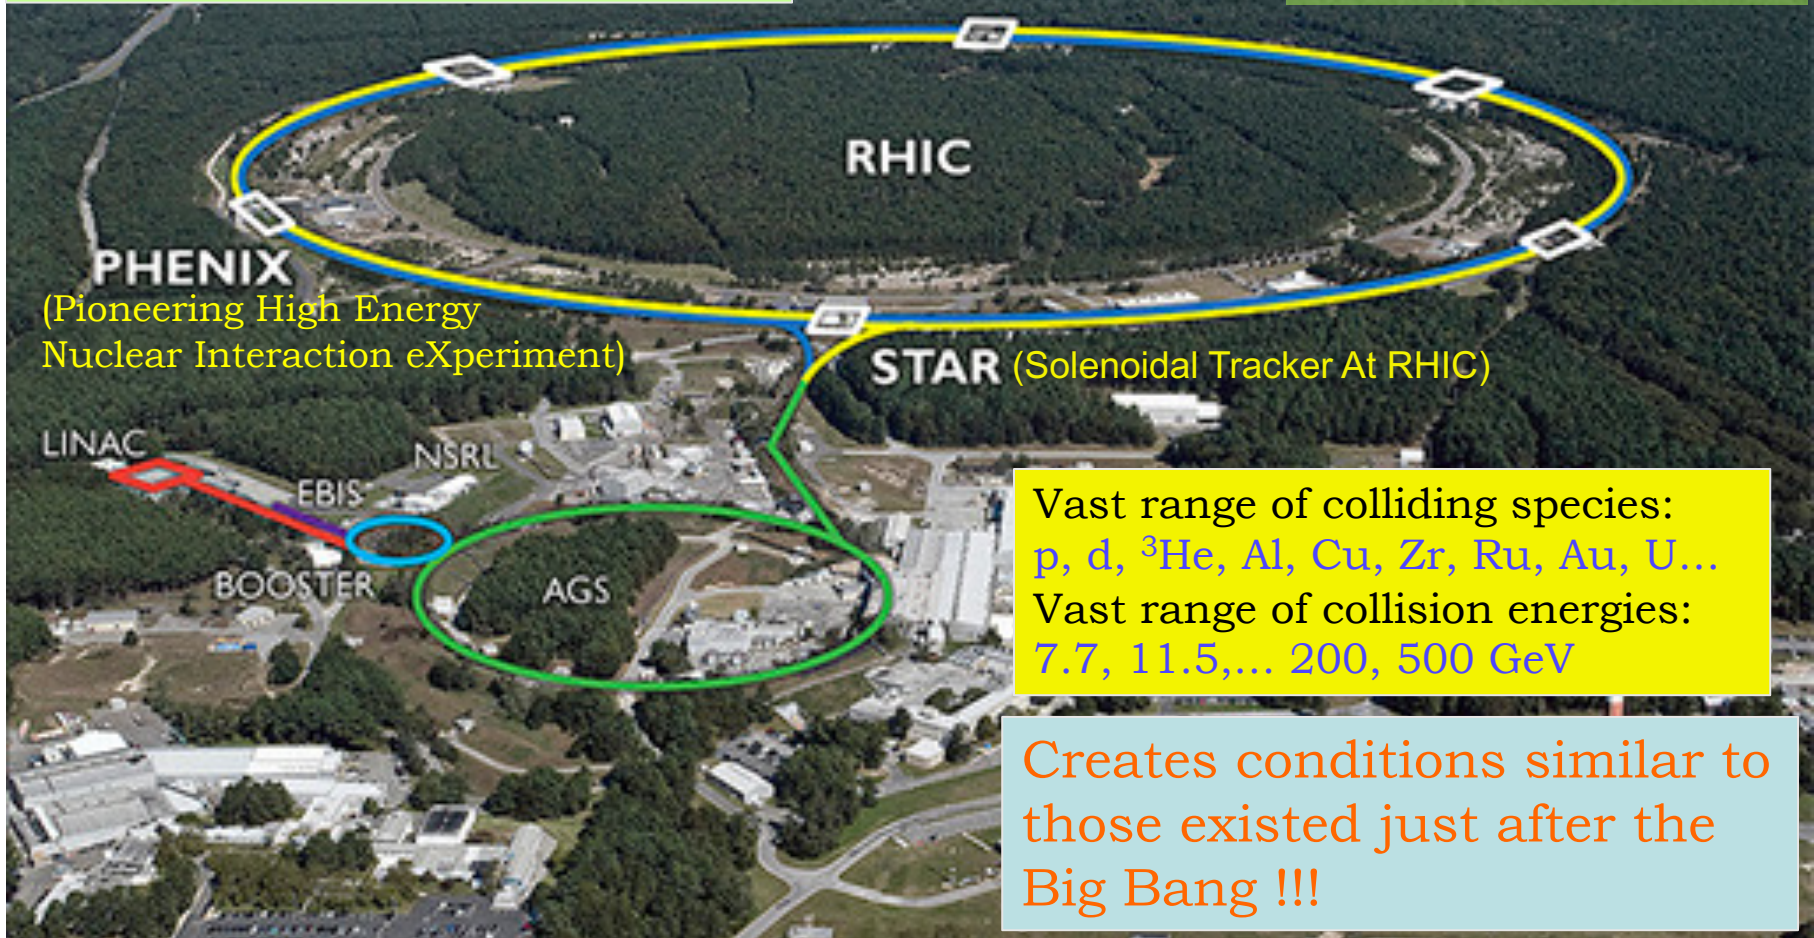 RHIC
PHENIX
(Pioneering High Energy
Nuclear Interaction eXperiment)
STAR (Solenoidal Tracker At RHIC)
LINAC
NSRL
EBIS
BOOSTER
AGS
Vast range of colliding species:
p, d, ³He, Al, Cu, Zr, Ru, Au, U...
Vast range of collision energies:
7.7, 11.5,... 200, 500 GeV
Creates conditions similar to
those existed just after the
Big Bang !!!